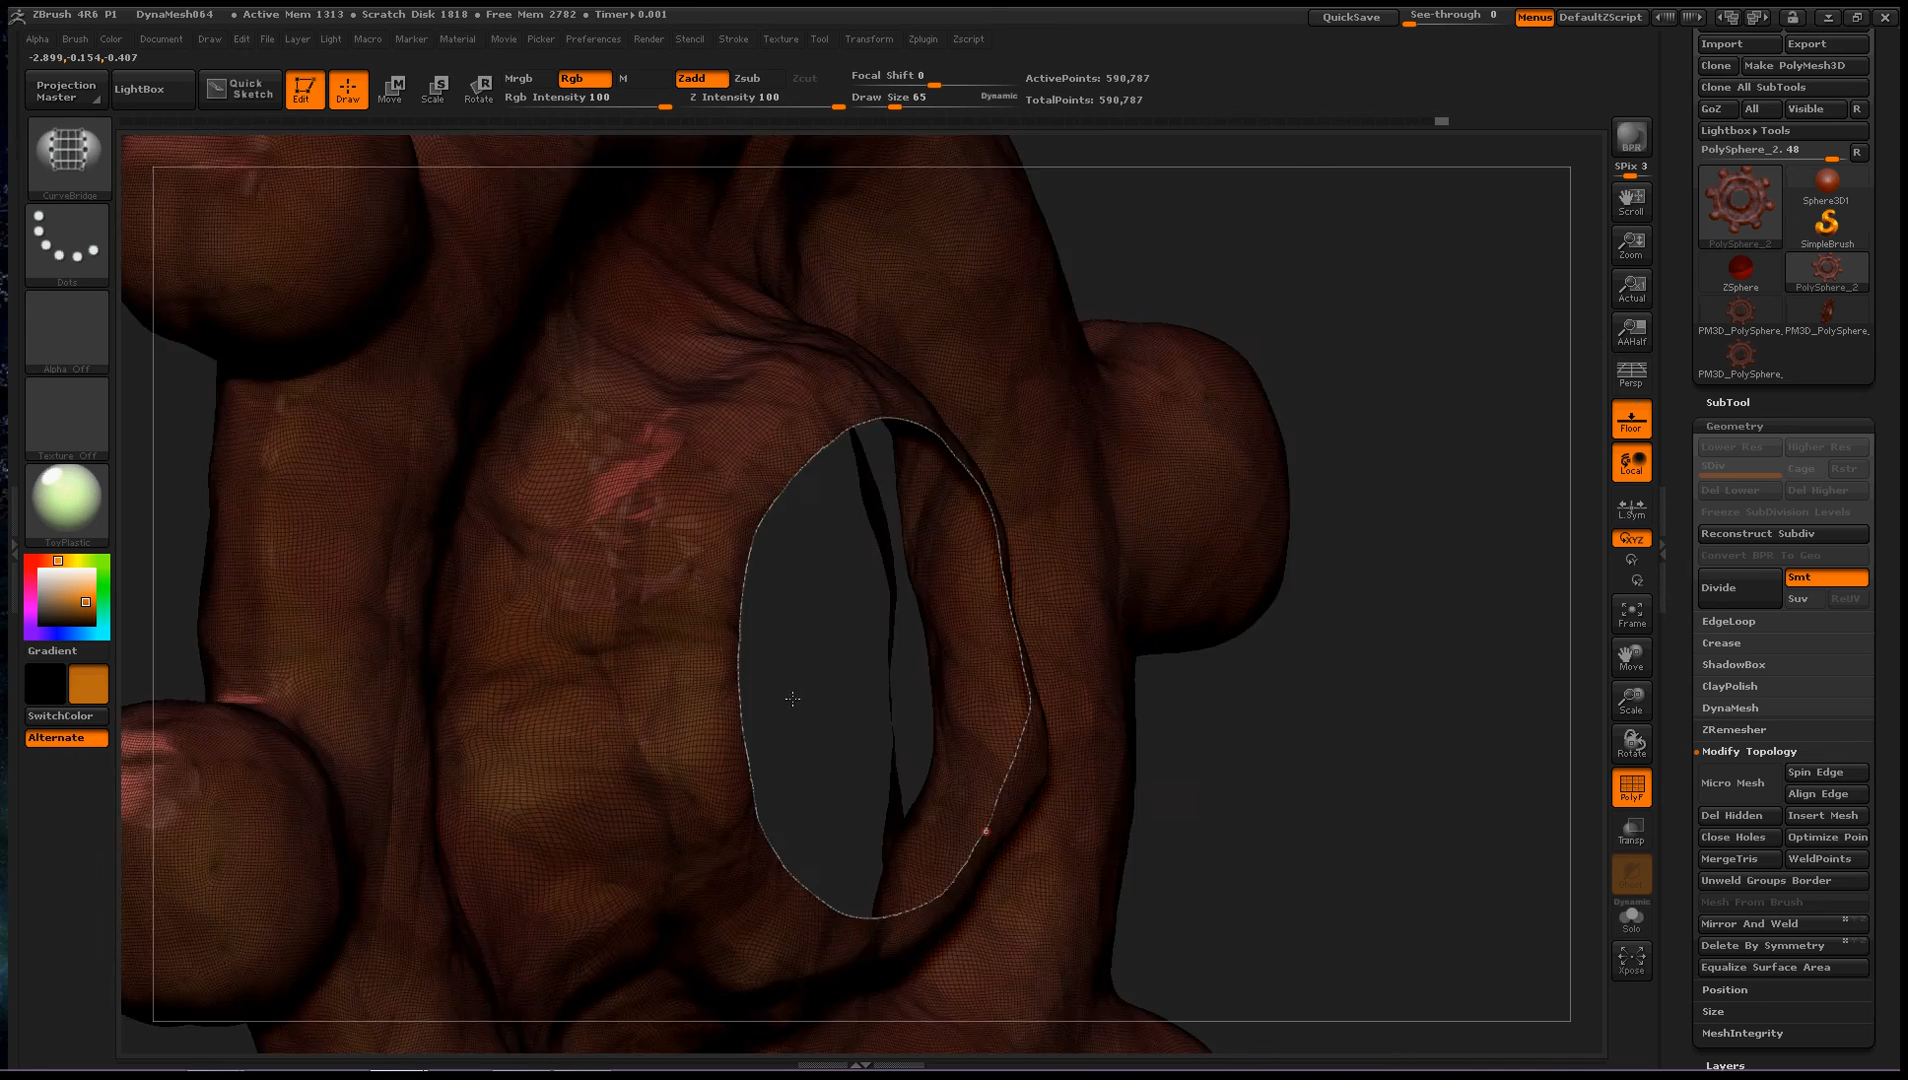 ZBrush 4R6 P1 DynaMesh064 • Active Mem 1313 • Scratch Disk 1818 • Free Mem 2782 • Timer▸0.001 QuickSave See-through 0 Menus DefaultZScript
Alpha Brush Color Document Draw Edit File Layer Light Macro Marker Material Movie Picker Preferences Render Stencil Stroke Texture Tool Transform Zplugin Zscript
-2.899,-0.154,-0.407
Projection Master
LightBox
Quick Sketch
Edit
Draw
Move
Scale
Rotate
Mrgb Rgb M
Rgb Intensity 100
Zadd Zsub Zcut
Z Intensity 100
Focal Shift 0
Draw Size 65 Dynamic
ActivePoints: 590,787
TotalPoints: 590,787
CurveBridge
Dots
Alpha Off
Texture Off
ToyPlastic
Gradient
SwitchColor
Alternate
BPR
SPix 3
Scroll
Zoom
Actual
AAHalf
Persp
Floor
Local
L.Sym
XYZ
Frame
Move
Scale
Rotate
PolyF
Transp
Ghost
Dynamic
Solo
Xpose
Import Export
Clone Make PolyMesh3D
Clone All SubTools
GoZ All Visible R
Lightbox▸Tools
PolySphere_2. 48 R
Sphere3D1
PolySphere_2 SimpleBrush
ZSphere PolySphere_2
PM3D_PolySphere_ PM3D_PolySphere_
PM3D_PolySphere_
SubTool
Geometry
Lower Res Higher Res
SDiv Cage Rstr
Del Lower Del Higher
Freeze SubDivision Levels
Reconstruct Subdiv
Convert BPR To Geo
Divide Smt
Suv ReUV
EdgeLoop
Crease
ShadowBox
ClayPolish
DynaMesh
ZRemesher
Modify Topology
Micro Mesh Spin Edge
Align Edge
Del Hidden Insert Mesh
Close Holes Optimize Poin
MergeTris WeldPoints
Unweld Groups Border
Mesh From Brush
Mirror And Weld
Delete By Symmetry
Equalize Surface Area
Position
Size
MeshIntegrity
Layers